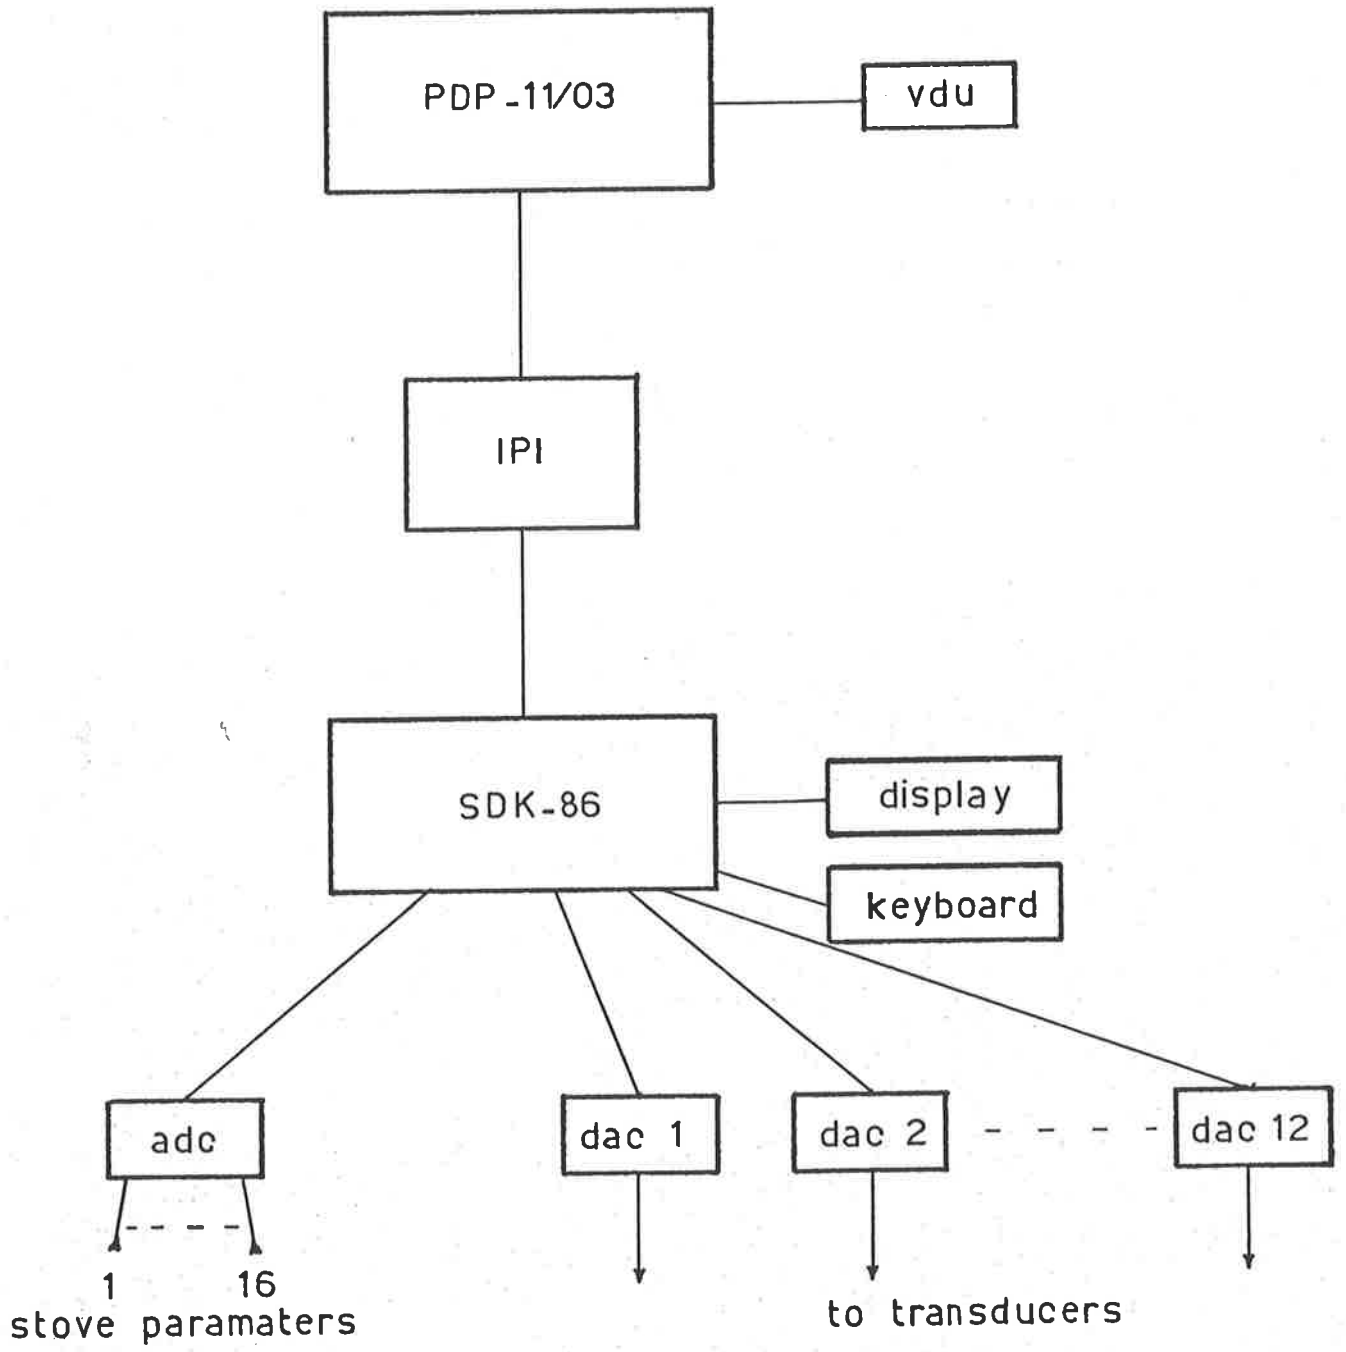 PDP-11/03
vdu
IPI
SDK-86
display
keyboard
adc
dac 1
dac 2
dac 12
1
16
stove paramaters
to transducers